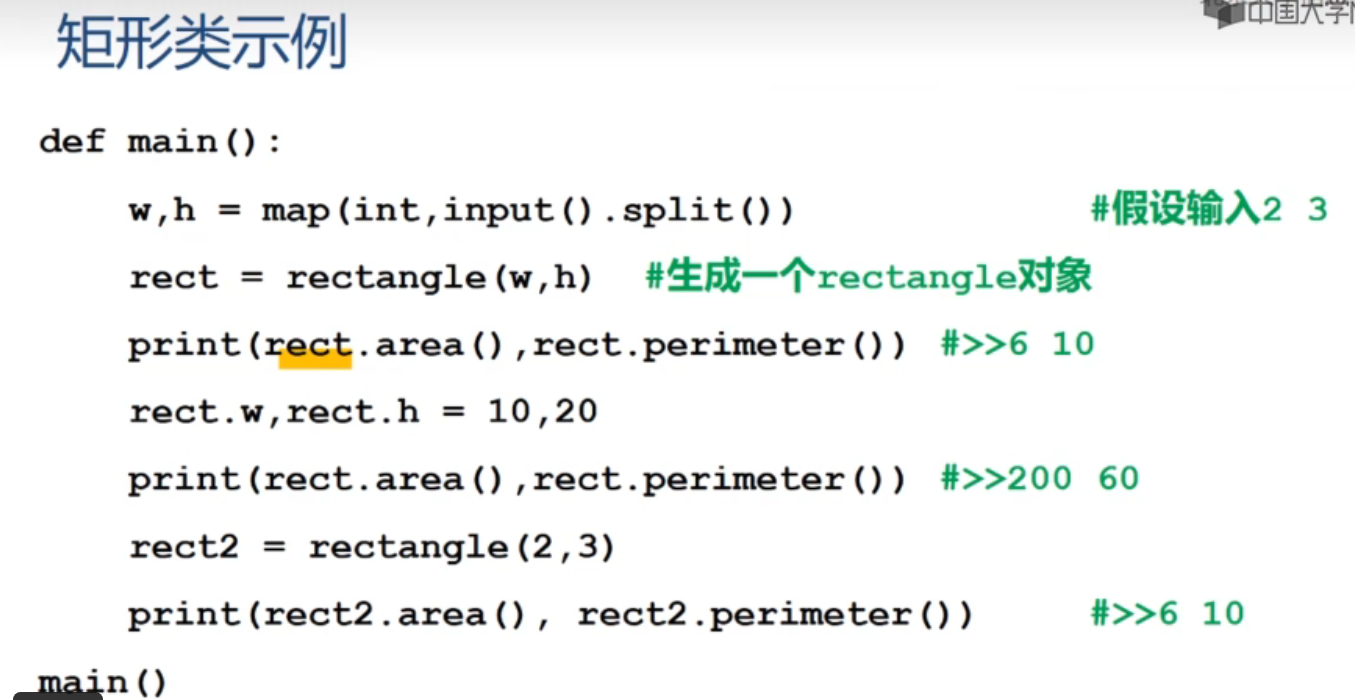 中国大学
矩形类示例
def main():
w,h = map(int,input().split()) #假设输入2 3
rect = rectangle(w,h) #生成一个rectangle对象
print(rect.area(),rect.perimeter()) #>>6 10
rect.w,rect.h = 10,20
print(rect.area(),rect.perimeter()) #>>200 60
rect2 = rectangle(2,3)
print(rect2.area(), rect2.perimeter()) #>>6 10
main()